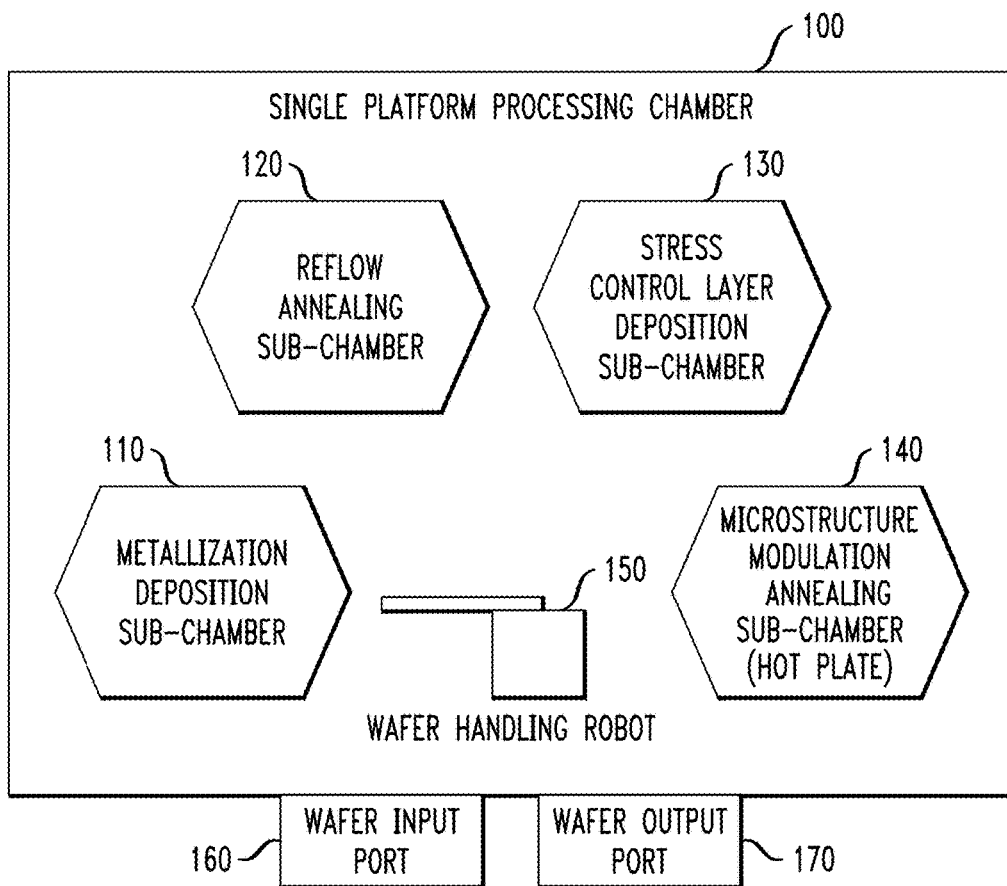 100
SINGLE PLATFORM PROCESSING CHAMBER
120
130
REFLOW
ANNEALING
SUB-CHAMBER
STRESS
CONTROL LAYER
DEPOSITION
SUB-CHAMBER
110
140
METALLIZATION
DEPOSITION
SUB-CHAMBER
150
MICROSTRUCTURE
MODULATION
ANNEALING
SUB-CHAMBER
(HOT PLATE)
WAFER HANDLING ROBOT
WAFER INPUT
PORT
WAFER OUTPUT
PORT
160
170